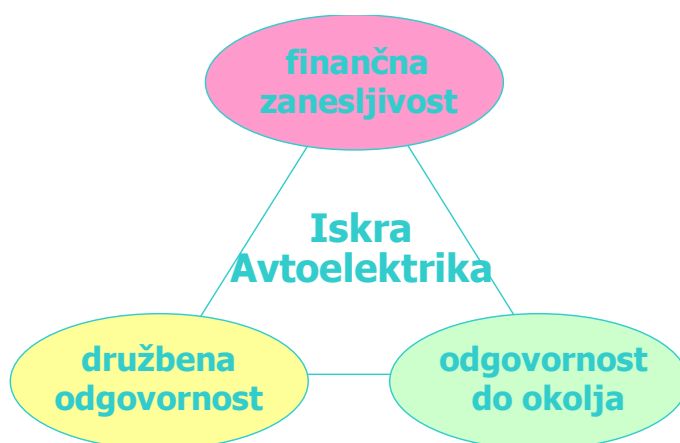 finančna
zanesljivost
Iskra
Avtoelektrika
družbena
odgovornost
odgovornost
do okolja